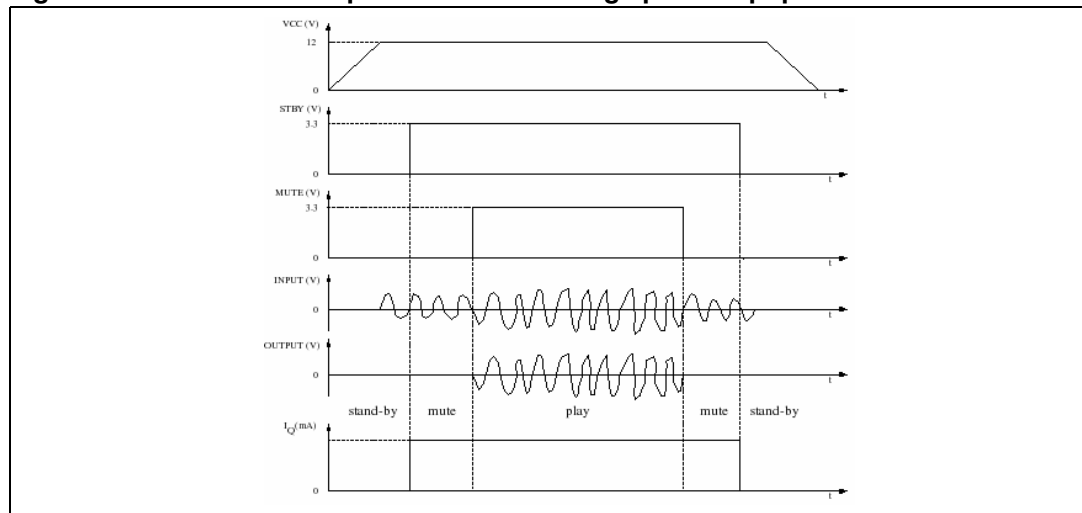 VCC (V)
12
0
t
STBY (V)
3.3
0
t
MUTE (V)
3.3
0
t
INPUT (V)
0
t
OUTPUT (V)
0
t
stand-by mute play mute stand-by
IQ(mA)
0
t